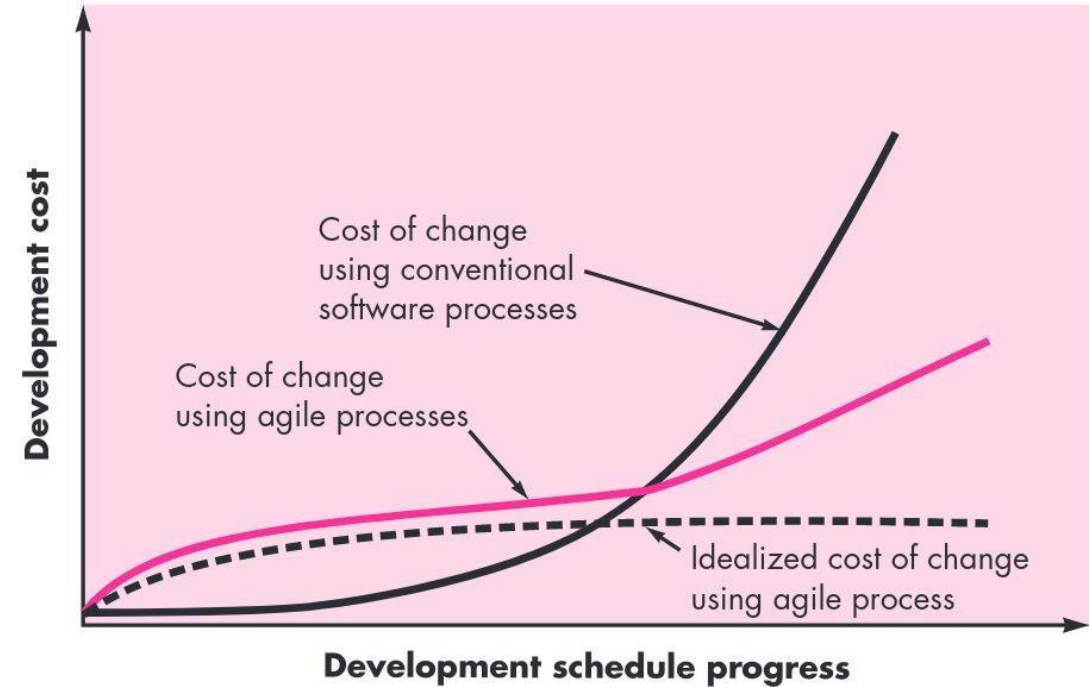 Development cost
Cost of change
using conventional
software processes
Cost of change
using agile processes
Idealized cost of change
using agile process
Development schedule progress